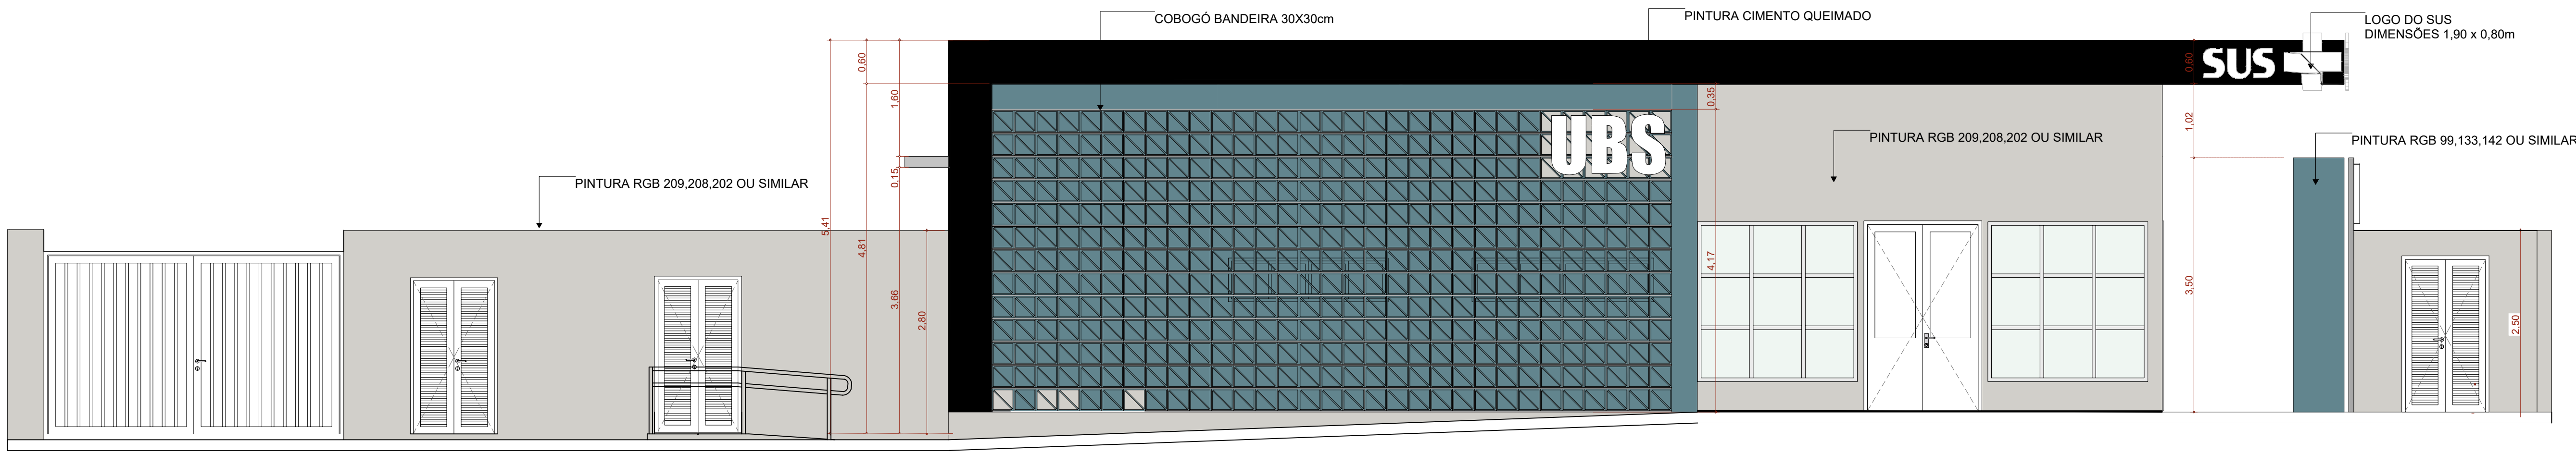 COBOGÓ BANDEIRA 30X30cm
PINTURA CIMENTO QUEIMADO
LOGO DO SUS
DIMENSÕES 1,90 x 0,80m
SUS
UBS
PINTURA RGB 209,208,202 OU SIMILAR
PINTURA RGB 99,133,142 OU SIMILAR
PINTURA RGB 209,208,202 OU SIMILAR
5,41
0,60
4,81
1,60
0,15
3,66
2,80
0,35
4,17
0,60
1,02
3,50
2,50